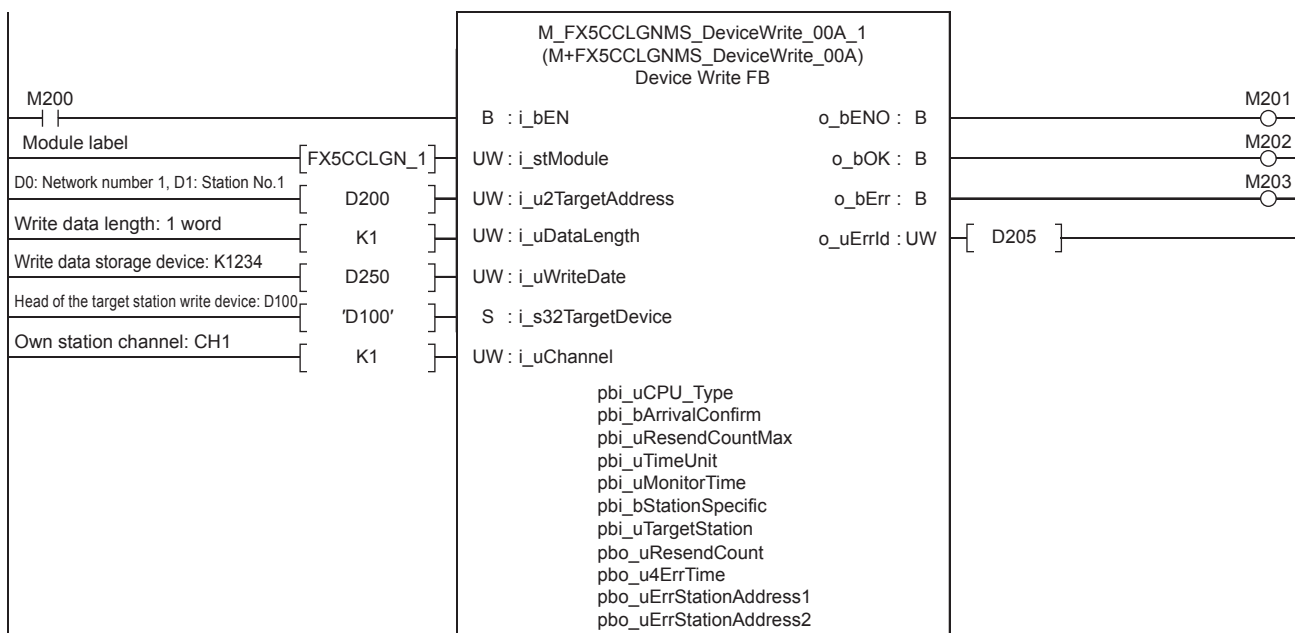 M_FX5CCLGNMS_DeviceWrite_00A_1
(M+FX5CCLGNMS_DeviceWrite_00A)
Device Write FB
M200
B : i_bEN
o_bENO : B
M201
Module label
FX5CCLGN_1
UW : i_stModule
o_bOK : B
M202
D0: Network number 1, D1: Station No.1
D200
UW : i_u2TargetAddress
o_bErr : B
M203
Write data length: 1 word
K1
UW : i_uDataLength
o_uErrId : UW
D205
Write data storage device: K1234
D250
UW : i_uWriteDate
Head of the target station write device: D100
'D100'
S : i_s32TargetDevice
Own station channel: CH1
K1
UW : i_uChannel
pbi_uCPU_Type
pbi_bArrivalConfirm
pbi_uResendCountMax
pbi_uTimeUnit
pbi_uMonitorTime
pbi_bStationSpecific
pbi_uTargetStation
pbo_uResendCount
pbo_u4ErrTime
pbo_uErrStationAddress1
pbo_uErrStationAddress2